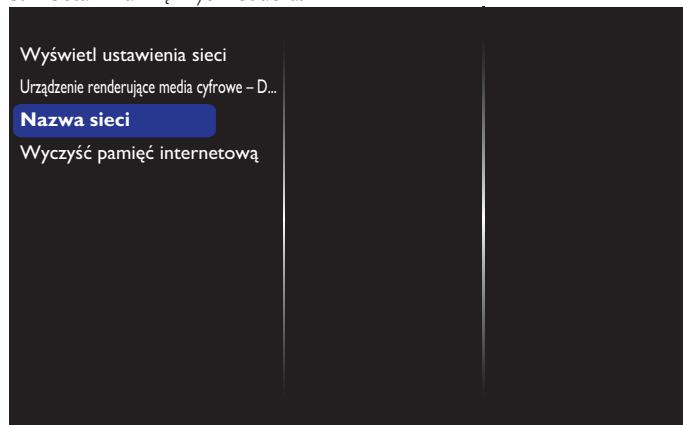 Wyświetl ustawienia sieci
Urządzenie renderujące media cyfrowe – D...
Nazwa sieci
Wyczyść pamięć internetową